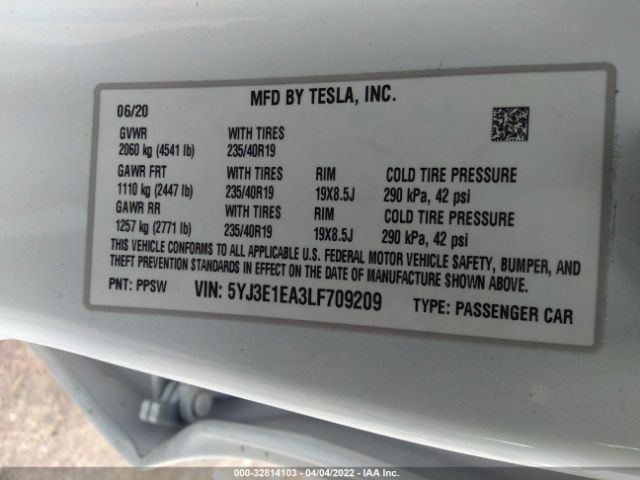 MFD BY TESLA, INC.
06/20
GVWR WITH TIRES
2060 kg (4541 lb) 235/40R19
GAWR FRT WITH TIRES RIM COLD TIRE PRESSURE
1110 kg (2447 lb) 235/40R19 19X8.5J 290 kPa, 42 psi
GAWR RR WITH TIRES RIM COLD TIRE PRESSURE
1257 kg (2771 lb) 235/40R19 19X8.5J 290 kPa, 42 psi
THIS VEHICLE CONFORMS TO ALL APPLICABLE U.S. FEDERAL MOTOR VEHICLE SAFETY, BUMPER, AND
THEFT PREVENTION STANDARDS IN EFFECT ON THE DATE OF MANUFACTURE SHOWN ABOVE.
PNT: PPSW VIN: 5YJ3E1EA3LF709209 TYPE: PASSENGER CAR
000-32814103 - 04/04/2022 - IAA Inc.